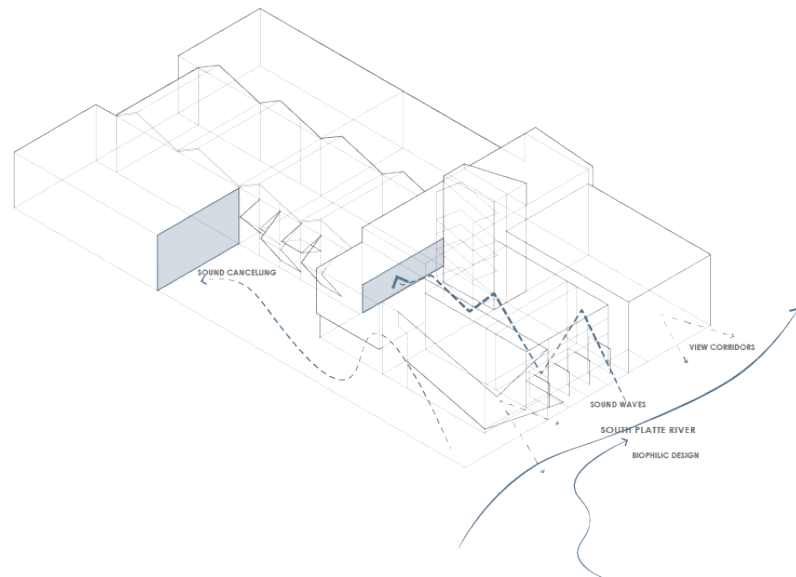 SOUND CANCELLING
VIEW CORRIDORS
SOUND WAVES
SOUTH PLATTE RIVER
BIOPHILIC DESIGN